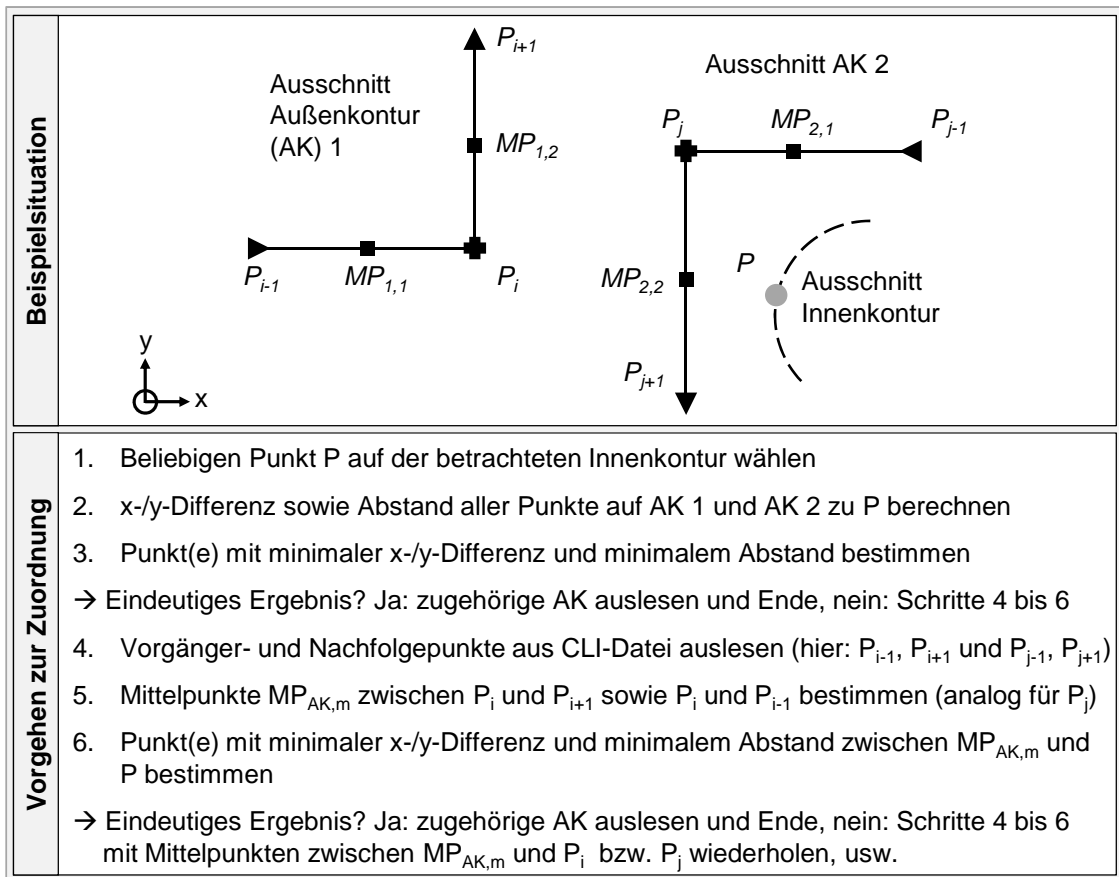 Beispielsituation
P_{i+1}
Ausschnitt
Außenkontur
(AK) 1
MP_{1,2}
P_{i-1}
MP_{1,1}
P_i
Ausschnitt AK 2
P_j
MP_{2,1}
P_{j-1}
MP_{2,2}
P
Ausschnitt
Innenkontur
P_{j+1}
y
x
Vorgehen zur Zuordnung
1. Beliebigen Punkt P auf der betrachteten Innenkontur wählen
2. x-/y-Differenz sowie Abstand aller Punkte auf AK 1 und AK 2 zu P berechnen
3. Punkt(e) mit minimaler x-/y-Differenz und minimalem Abstand bestimmen
→ Eindeutiges Ergebnis? Ja: zugehörige AK auslesen und Ende, nein: Schritte 4 bis 6
4. Vorgänger- und Nachfolgepunkte aus CLI-Datei auslesen (hier: P_{i-1}, P_{i+1} und P_{j-1}, P_{j+1})
5. Mittelpunkte MP_{AK,m} zwischen P_i und P_{i+1} sowie P_i und P_{i-1} bestimmen (analog für P_j)
6. Punkt(e) mit minimaler x-/y-Differenz und minimalem Abstand zwischen MP_{AK,m} und
P bestimmen
→ Eindeutiges Ergebnis? Ja: zugehörige AK auslesen und Ende, nein: Schritte 4 bis 6
mit Mittelpunkten zwischen MP_{AK,m} und P_i bzw. P_j wiederholen, usw.